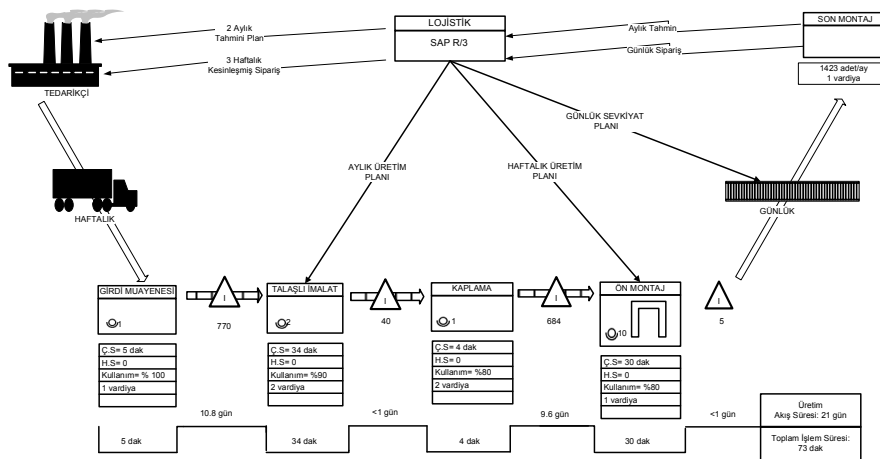 LOJİSTİK
SAP R/3
2 Aylık
Tahmini Plan
3 Haftalık
Kesinleşmiş Sipariş
Aylık Tahmin
Günlük Sipariş
SON MONTAJ
1423 adet/ay
1 vardiya
TEDARİKÇİ
HAFTALIK
AYLIK ÜRETİM
PLANI
HAFTALIK ÜRETİM
PLANI
GÜNLÜK SEVKİYAT
PLANI
GÜNLÜK
GİRDİ MUAYENESİ
1
I
770
TALAŞLI İMALAT
2
I
40
KAPLAMA
1
I
684
ÖN MONTAJ
10
I
5
Ç.S= 5 dak
H.S= 0
Kullanım= % 100
1 vardiya
Ç.S= 34 dak
H.S= 0
Kullanım= %90
2 vardiya
Ç.S= 4 dak
H.S= 0
Kullanım= %80
2 vardiya
Ç.S= 30 dak
H.S= 0
Kullanım= %80
1 vardiya
5 dak
10.8 gün
34 dak
<1 gün
4 dak
9.6 gün
30 dak
<1 gün
Üretim
Akış Süresi: 21 gün
Toplam İşlem Süresi:
73 dak